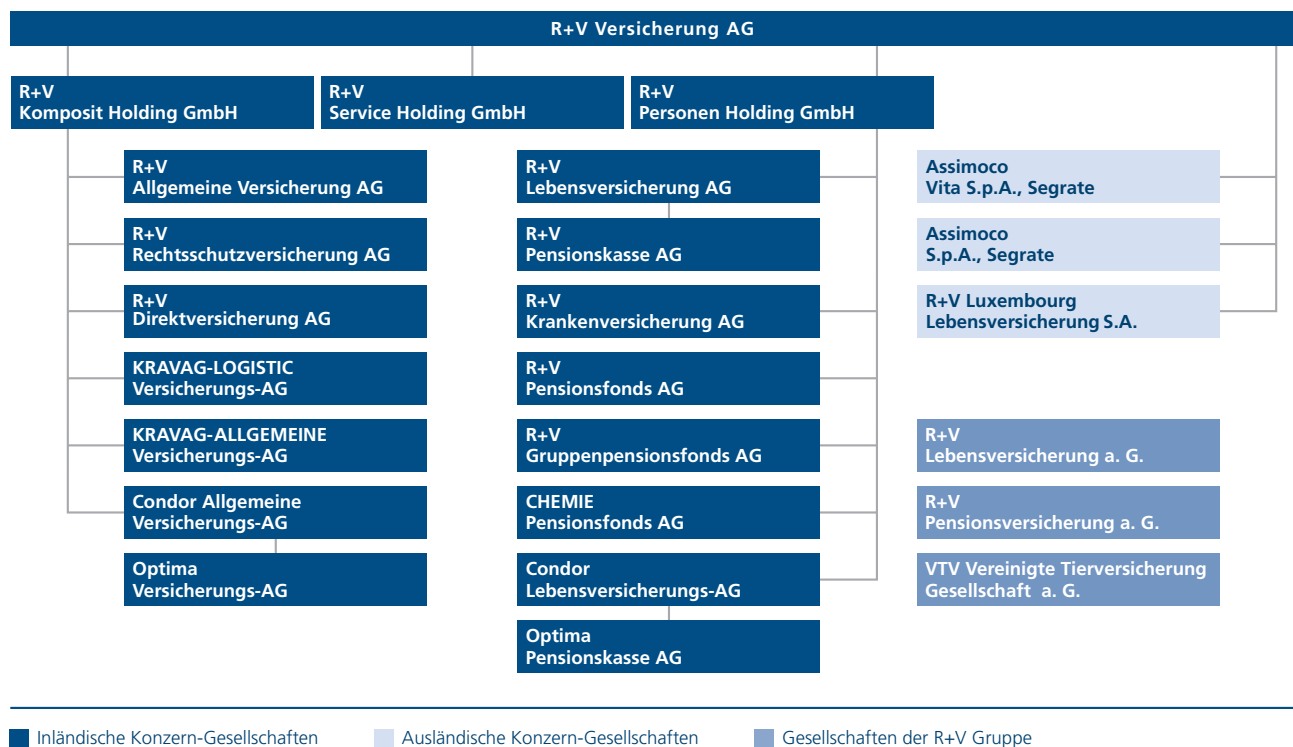 R+V Versicherung AG
R+V
Komposit Holding GmbH
R+V
Service Holding GmbH
R+V
Personen Holding GmbH
R+V
Allgemeine Versicherung AG
R+V
Rechtsschutzversicherung AG
R+V
Direktversicherung AG
KRAVAG-LOGISTIC
Versicherungs-AG
KRAVAG-ALLGEMEINE
Versicherungs-AG
Condor Allgemeine
Versicherungs-AG
Optima
Versicherungs-AG
R+V
Lebensversicherung AG
R+V
Pensionskasse AG
R+V
Krankenversicherung AG
R+V
Pensionsfonds AG
R+V
Gruppenpensionsfonds AG
CHEMIE
Pensionsfonds AG
Condor
Lebensversicherungs-AG
Optima
Pensionskasse AG
Assimoco
Vita S.p.A., Segrate
Assimoco
S.p.A., Segrate
R+V Luxembourg
Lebensversicherung S.A.
R+V
Lebensversicherung a. G.
R+V
Pensionsversicherung a. G.
VTV Vereinigte Tierversicherung
Gesellschaft a. G.
Inländische Konzern-Gesellschaften
Ausländische Konzern-Gesellschaften
Gesellschaften der R+V Gruppe